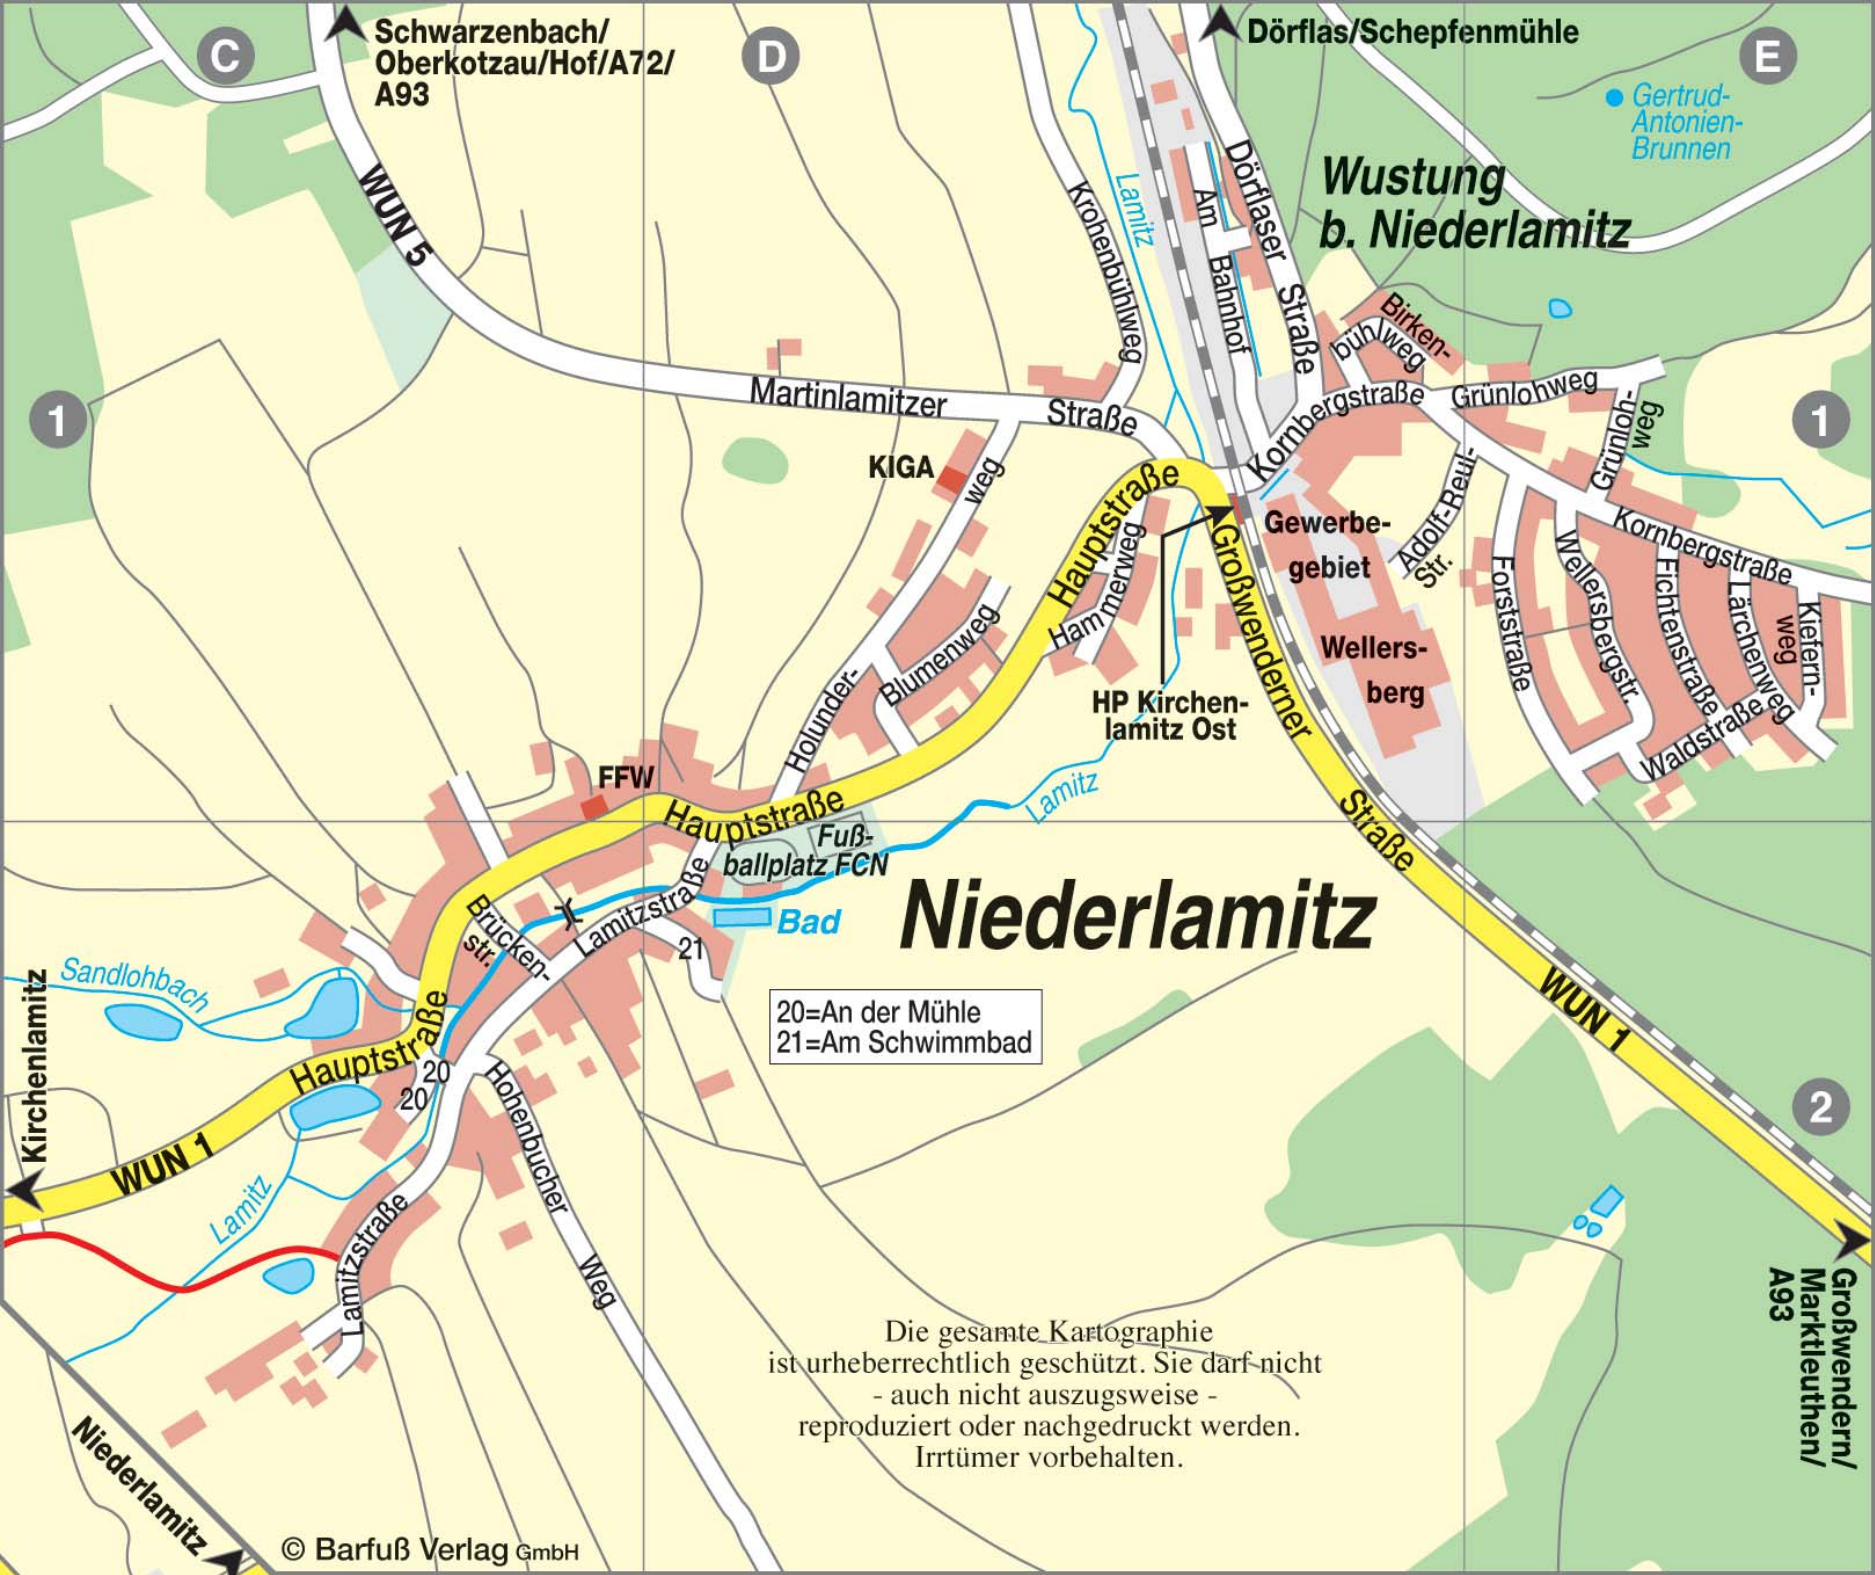 C
Schwarzenbach/
Oberkotzau/Hof/A72/
A93
D
Dörflas/Schepfenmühle
E
Gertrud-
Antonien-
Brunnen
Wustung
b. Niederlamitz
WUN 5
Krohenbühlweg
Lamitz
Am
Bahnhof
Dörflaser Straße
Birken-
bühlweg
1
Martinlamitzer Straße
Kornbergstraße
Grünlohweg
Grünloh-
weg
1
KIGA
weg
Hauptstraße
Hammerweg
Gewerbe-
gebiet
Adolf-Reul-
Str.
Kornbergstraße
Forststraße
Wellersbergstr.
Fichtenstraße
Lärchenweg
Kiefern-
weg
Waldstraße
Wellers-
berg
Blumenweg
Holunder-
HP Kirchen-
lamitz Ost
Großwenderner
Straße
FFW
Hauptstraße
Lamitz
Fuß-
ballplatz FCN
Bad
Niederlamitz
Brücken-
str.
Lamitzstraße
21
20=An der Mühle
21=Am Schwimmbad
WUN 1
Sandlohbach
Kirchenlamitz
Hauptstraße
20
20
WUN 1
Lamitz
Hohenbucher
Weg
Lamitzstraße
2
Großwendern/
Marktleuthen/
A93
Die gesamte Kartographie
ist urheberrechtlich geschützt. Sie darf nicht
- auch nicht auszugsweise -
reproduziert oder nachgedruckt werden.
Irrtümer vorbehalten.
Niederlamitz
© Barfuß Verlag GmbH